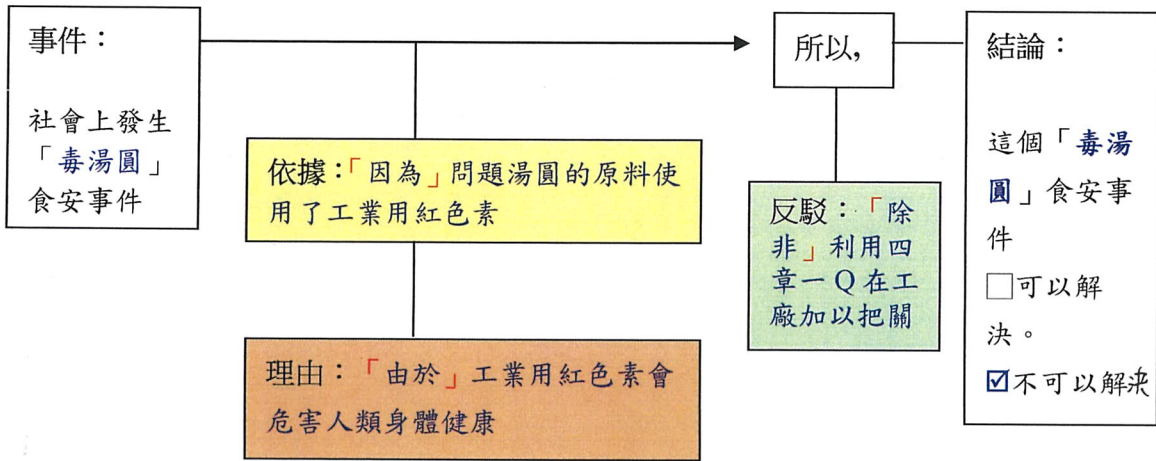 事件：
社會上發生
「毒湯圓」
食安事件
依據：「因為」問題湯圓的原料使
用了工業用紅色素
理由：「由於」工業用紅色素會
危害人類身體健康
所以,
反駁：「除
非」利用四
章一Q在工
廠加以把關
結論：
這個「毒湯
圓」食安事
件
□可以解
決。
☑不可以解決